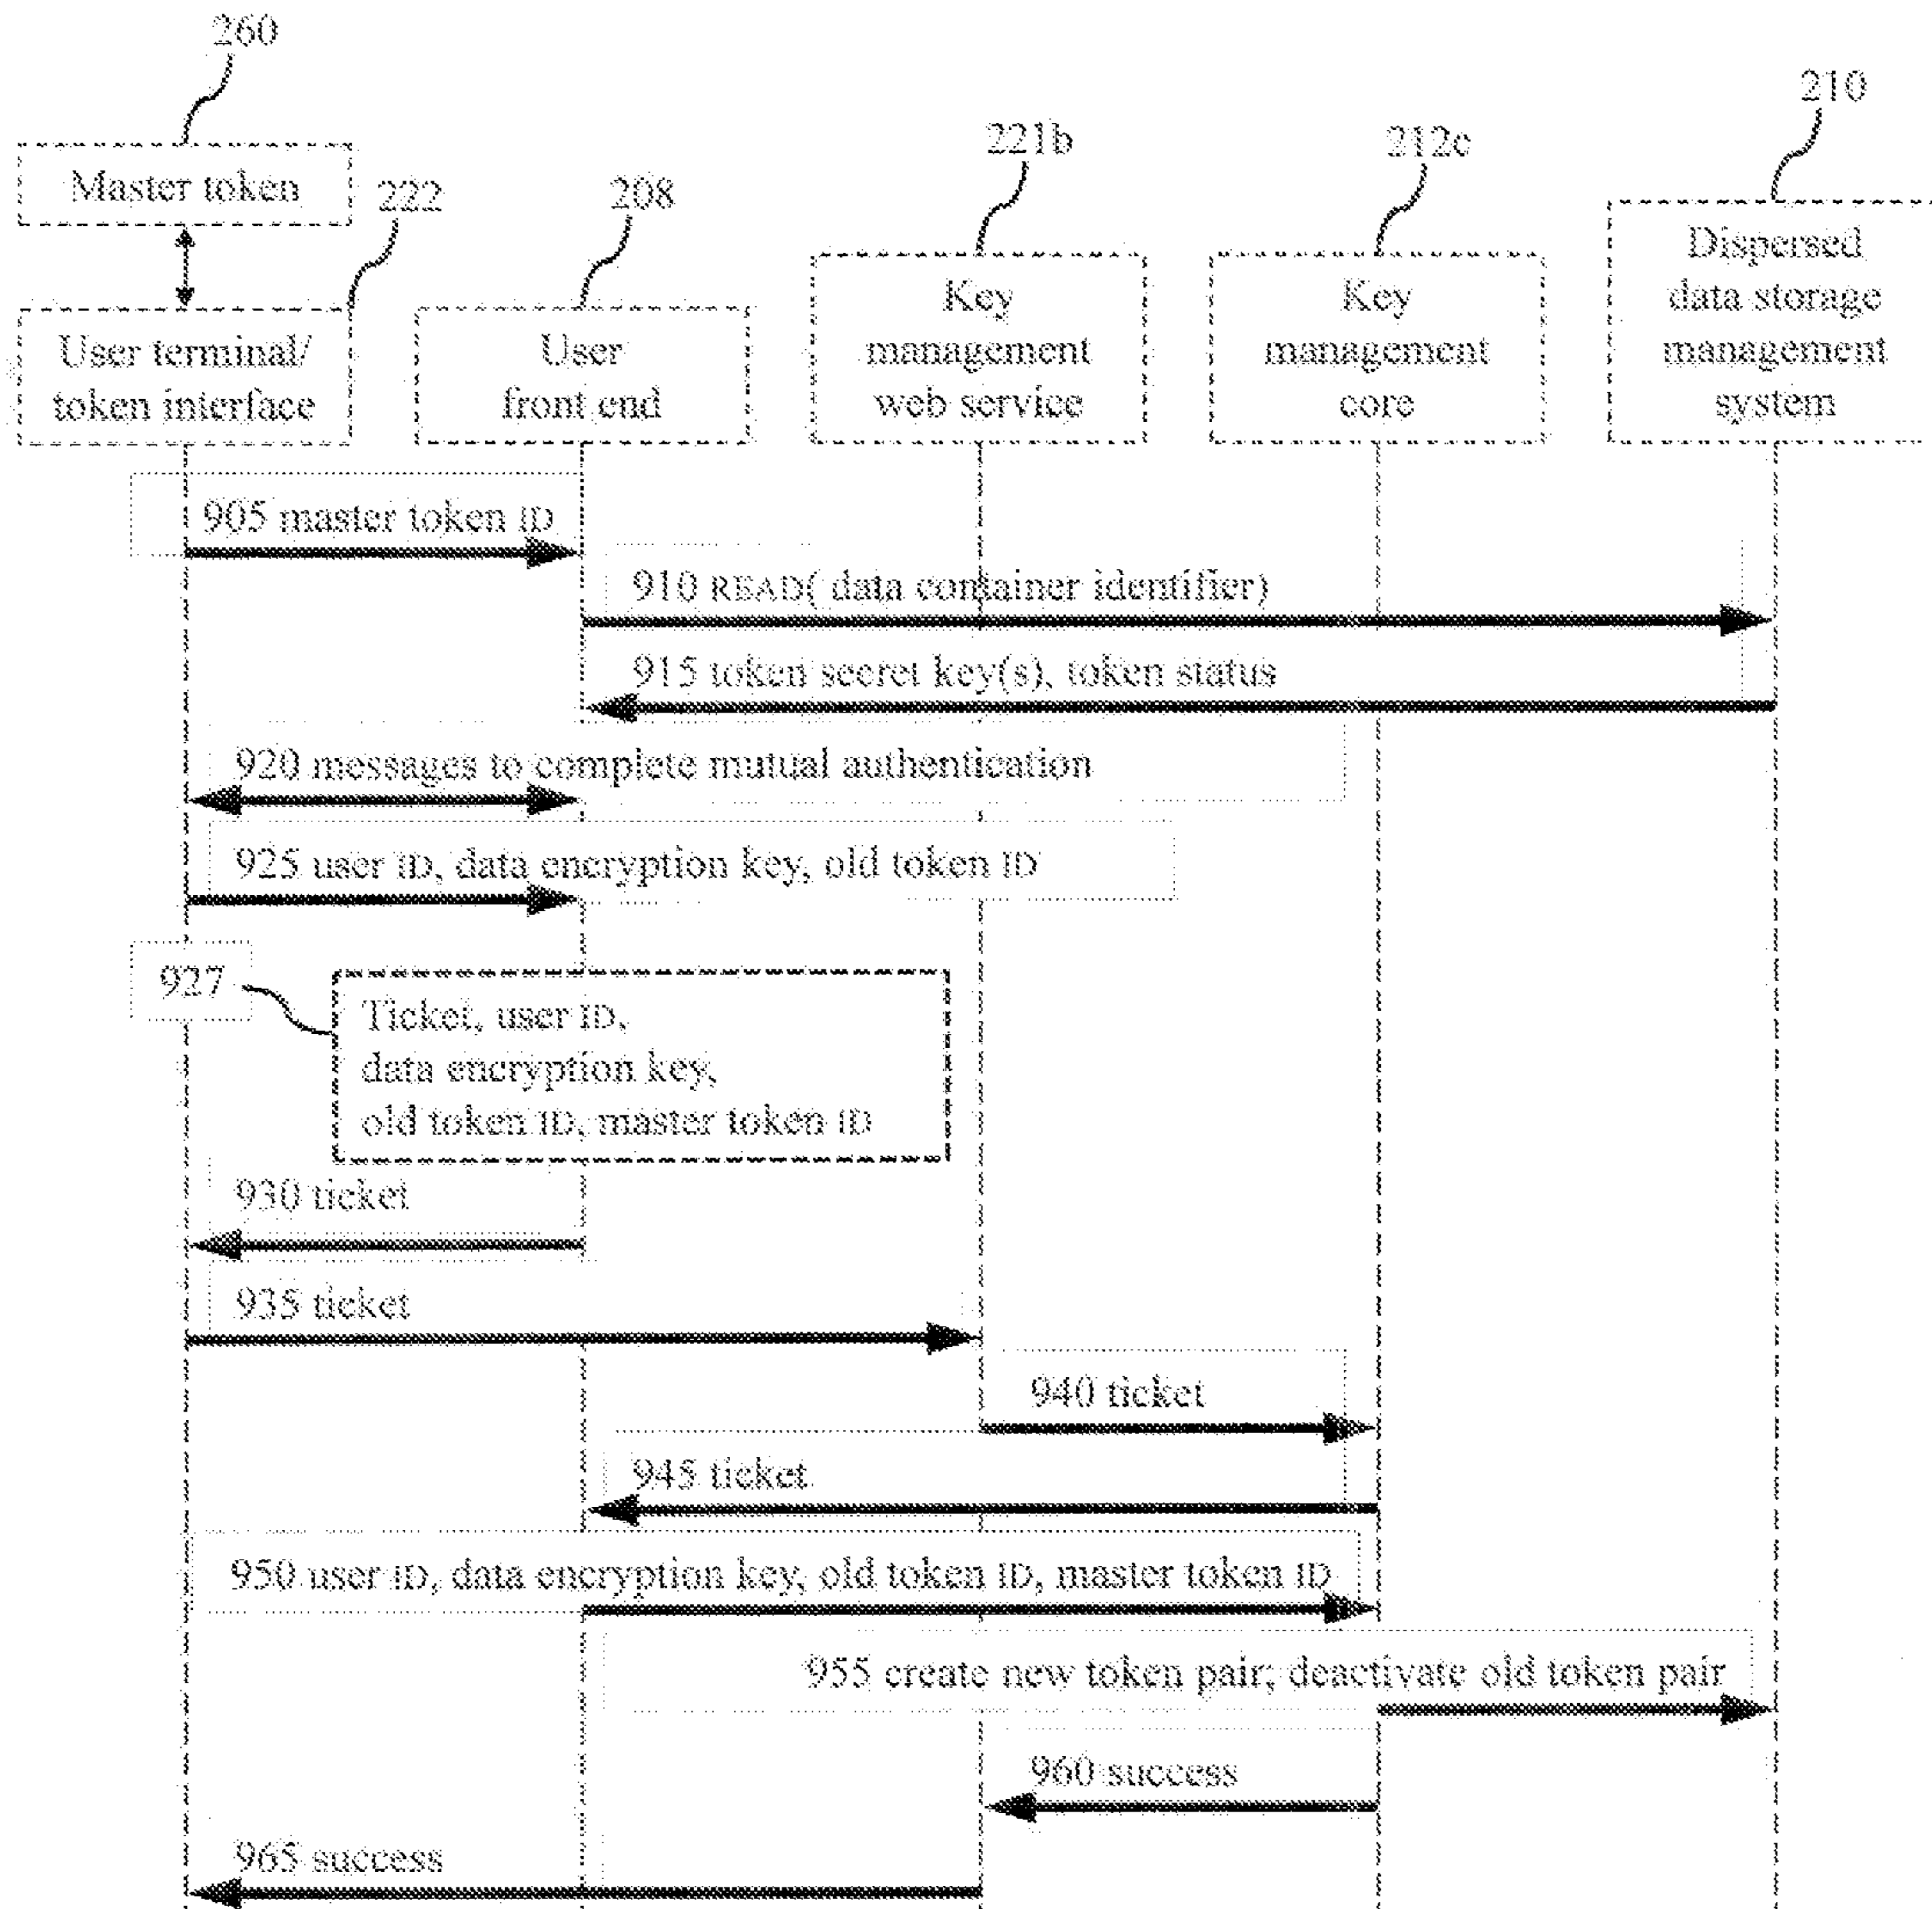 260
210
221b
212c
Master token
222
208
Dispersed
data storage
management
system
User terminal/
token interface
User
front end
Key
management
web service
Key
management
core
905 master token ID
910 READ( data container identifier)
915 token secret key(s), token status
920 messages to complete mutual authentication
925 user ID, data encryption key, old token ID
927
Ticket, user ID,
data encryption key,
old token ID, master token ID
930 ticket
935 ticket
940 ticket
945 ticket
950 user ID, data encryption key, old token ID, master token ID
955 create new token pair; deactivate old token pair
960 success
965 success